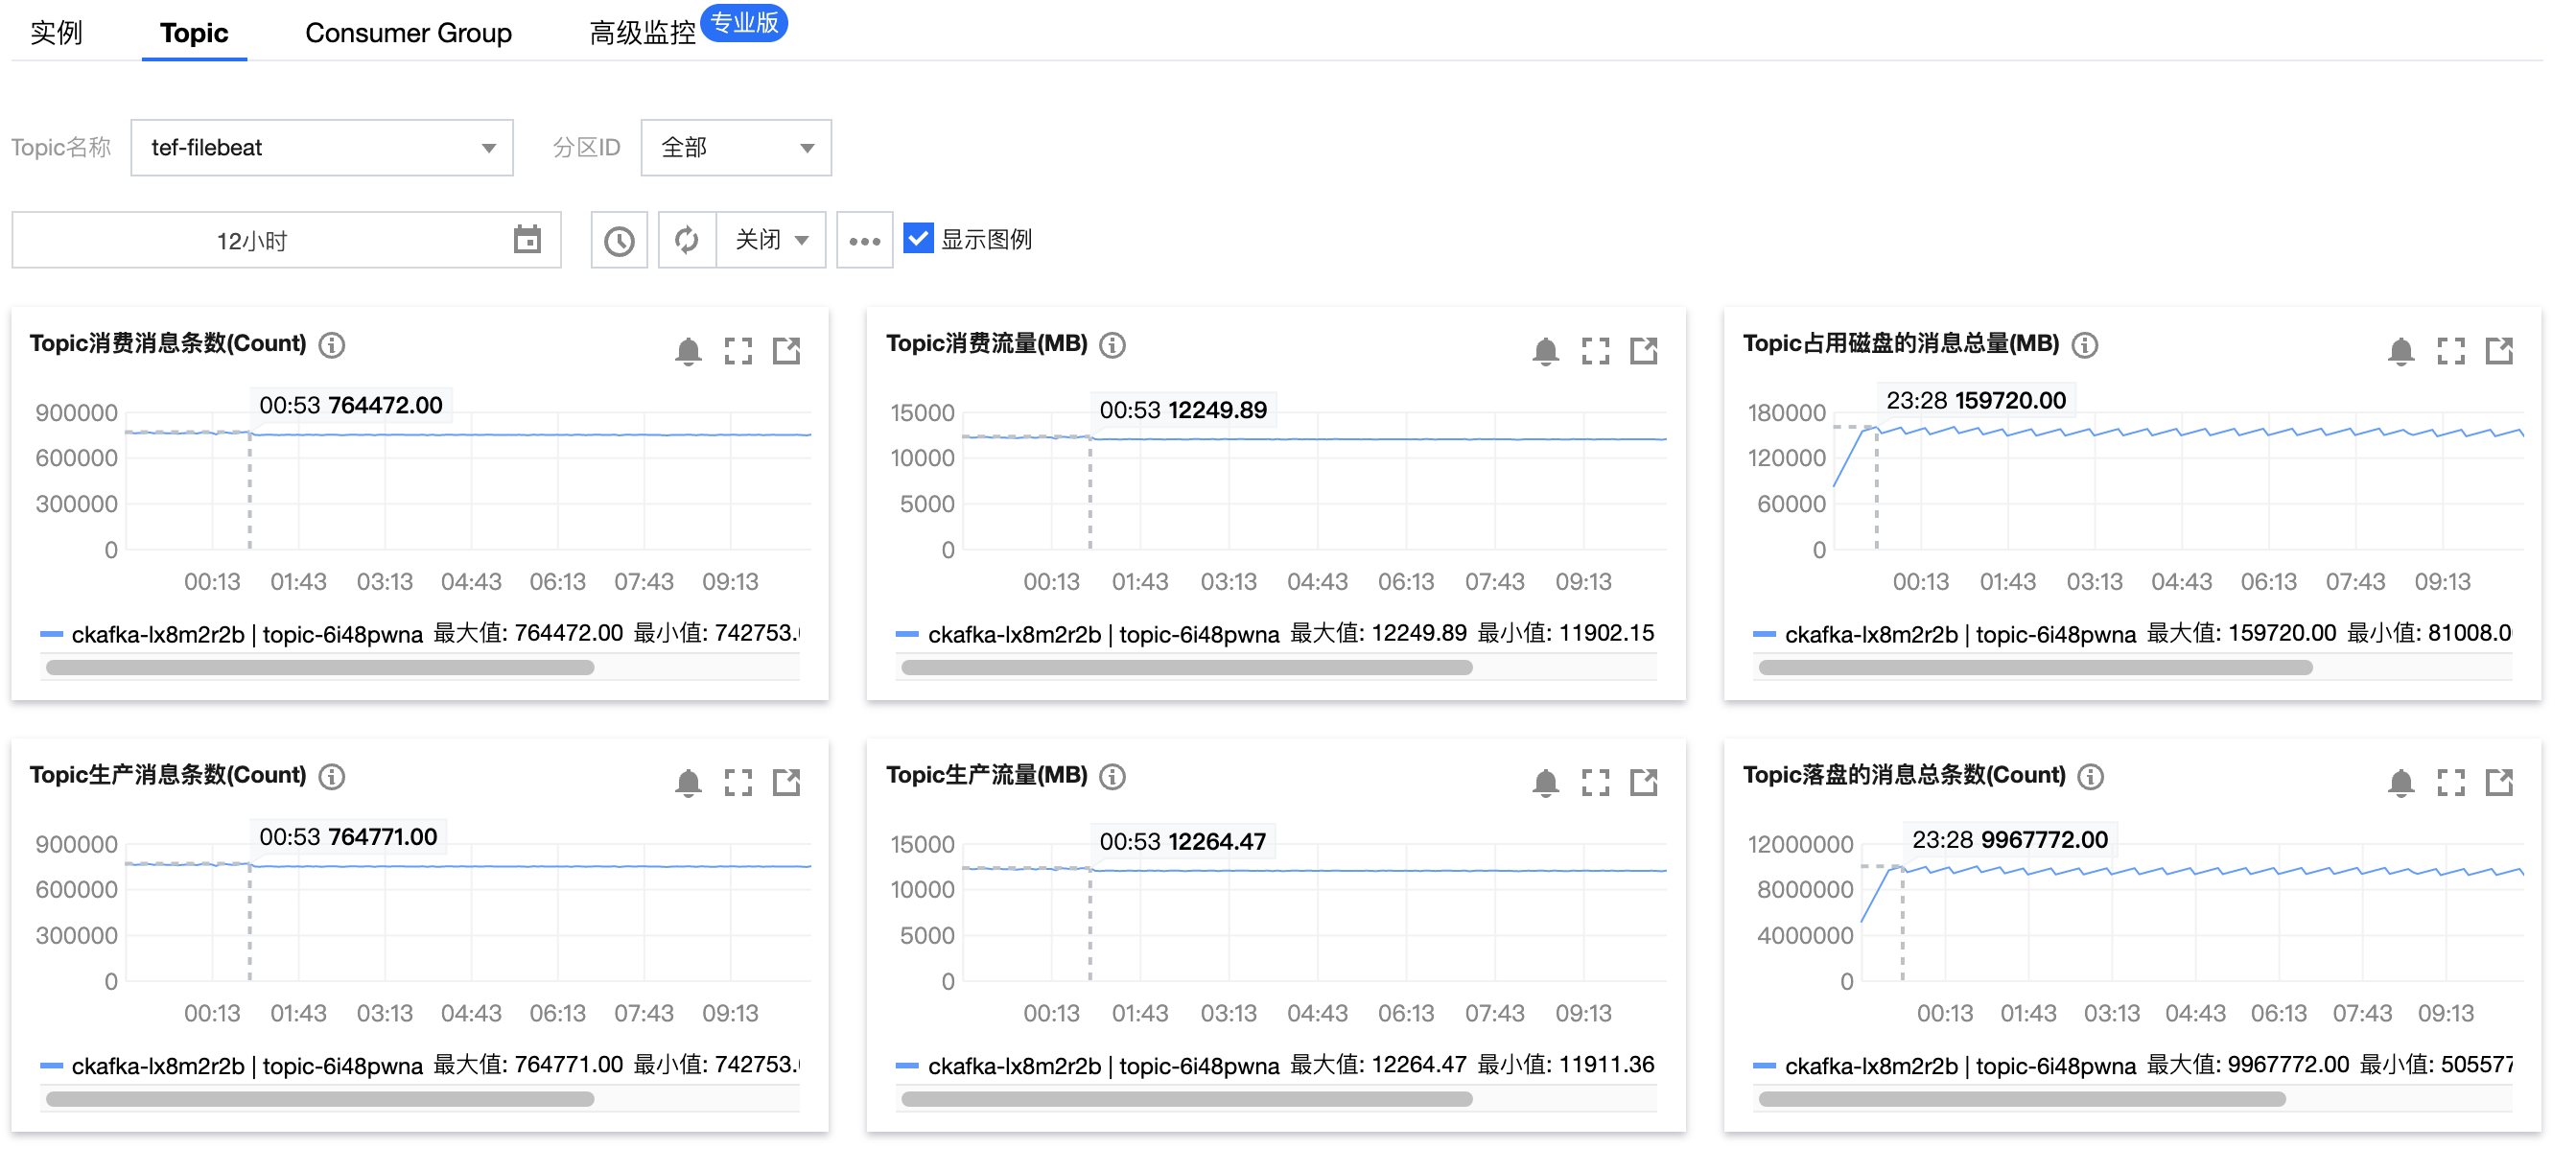 实例 Topic Consumer Group 高级监控 专业版
Topic名称 tef-filebeat 分区ID 全部
12小时 关闭 显示图例
Topic消费消息条数(Count)
00:53 764472.00
900000
600000
300000
0
00:13 01:43 03:13 04:43 06:13 07:43 09:13
ckafka-lx8m2r2b | topic-6i48pwna 最大值: 764472.00 最小值: 742753.
Topic消费流量(MB)
00:53 12249.89
15000
10000
5000
0
00:13 01:43 03:13 04:43 06:13 07:43 09:13
ckafka-lx8m2r2b | topic-6i48pwna 最大值: 12249.89 最小值: 11902.15
Topic占用磁盘的消息总量(MB)
23:28 159720.00
180000
120000
60000
0
00:13 01:43 03:13 04:43 06:13 07:43 09:13
ckafka-lx8m2r2b | topic-6i48pwna 最大值: 159720.00 最小值: 81008.0
Topic生产消息条数(Count)
00:53 764771.00
900000
600000
300000
0
00:13 01:43 03:13 04:43 06:13 07:43 09:13
ckafka-lx8m2r2b | topic-6i48pwna 最大值: 764771.00 最小值: 742753.
Topic生产流量(MB)
00:53 12264.47
15000
10000
5000
0
00:13 01:43 03:13 04:43 06:13 07:43 09:13
ckafka-lx8m2r2b | topic-6i48pwna 最大值: 12264.47 最小值: 11911.36
Topic落盘的消息总条数(Count)
23:28 9967772.00
12000000
8000000
4000000
0
00:13 01:43 03:13 04:43 06:13 07:43 09:13
ckafka-lx8m2r2b | topic-6i48pwna 最大值: 9967772.00 最小值: 505577